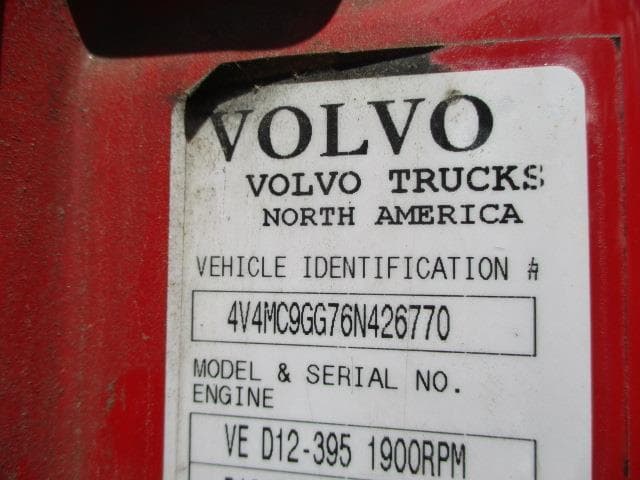 VOLVO
VOLVO TRUCKS
NORTH AMERICA
VEHICLE IDENTIFICATION #
4V4MC9GG76N426770
MODEL & SERIAL NO.
ENGINE
VE D12-395 1900RPM